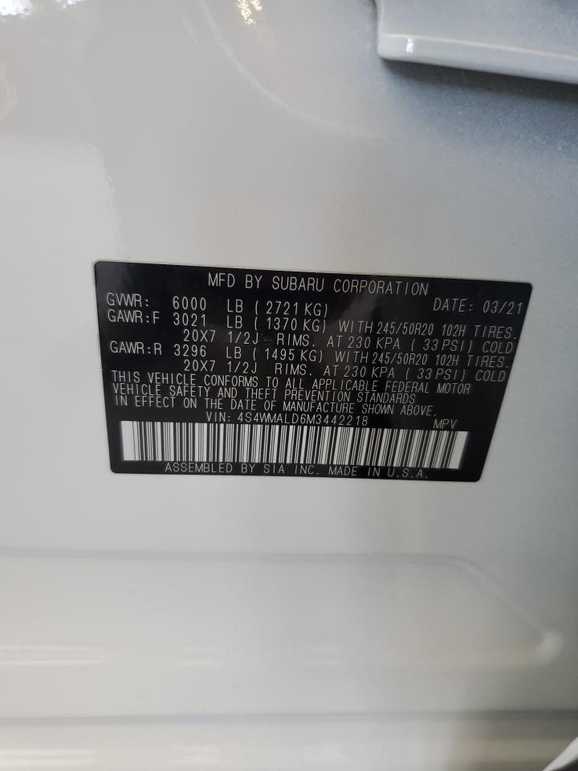 MFD BY SUBARU CORPORATION
GVWR: 6000 LB ( 2721 KG) DATE: 03/21
GAWR:F 3021 LB ( 1370 KG) WITH 245/50R20 102H TIRES.
20X7 1/2J - RIMS. AT 230 KPA ( 33 PSI) COLD
GAWR:R 3296 LB ( 1495 KG) WITH 245/50R20 102H TIRES.
20X7 1/2J RIMS. AT 230 KPA ( 33 PSI) COLD
THIS VEHICLE CONFORMS TO ALL APPLICABLE FEDERAL MOTOR
VEHICLE SAFETY AND THEFT PREVENTION STANDARDS
IN EFFECT ON THE DATE OF MANUFACTURE SHOWN ABOVE.
VIN: 4S4WMALD6M3442218 MPV
ASSEMBLED BY SIA INC. MADE IN U.S.A.